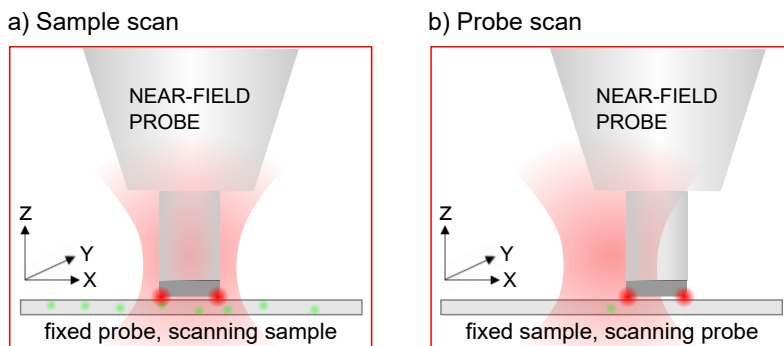 a) Sample scan
NEAR-FIELD
PROBE
Z
Y
X
fixed probe, scanning sample
b) Probe scan
NEAR-FIELD
PROBE
Z
Y
X
fixed sample, scanning probe